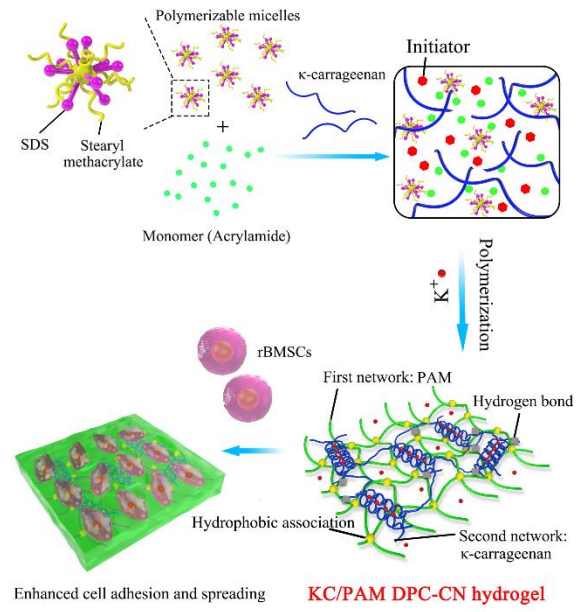 Polymerizable micelles
SDS
Stearyl
methacrylate
+
Monomer (Acrylamide)
κ-carrageenan
Initiator
K+
Polymerization
rBMSCs
First network: PAM
Hydrogen bond
Hydrophobic association
Second network:
κ-carrageenan
Enhanced cell adhesion and spreading
KC/PAM DPC-CN hydrogel